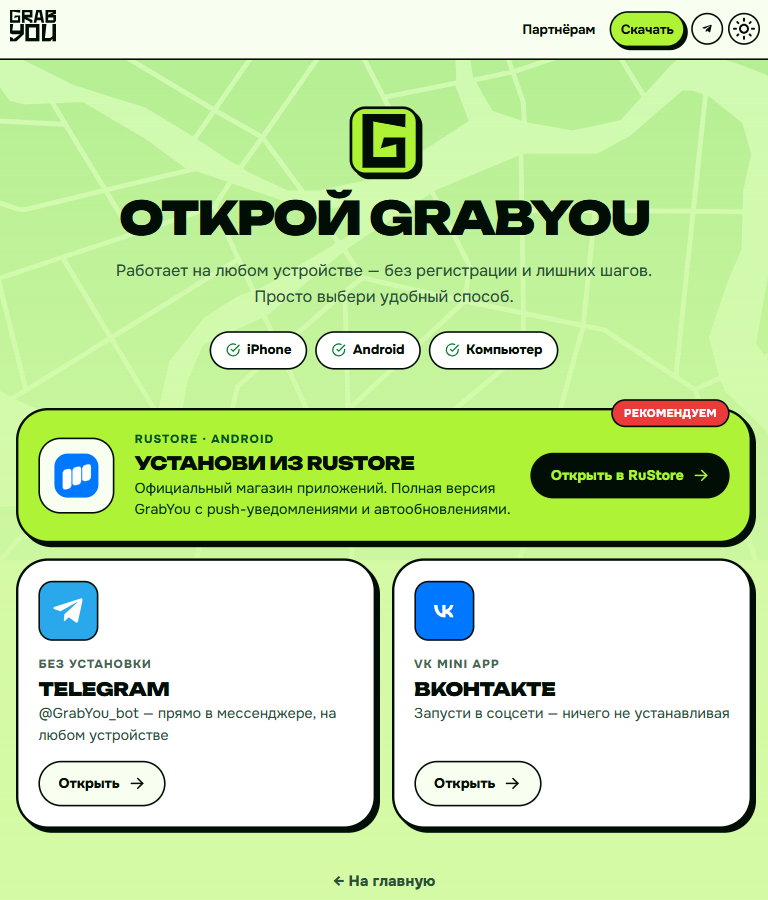 GRAB
YOU
Партнёрам
Скачать
G
ОТКРОЙ GRABYOU
Работает на любом устройстве — без регистрации и лишних шагов.
Просто выбери удобный способ.
iPhone
Android
Компьютер
РЕКОМЕНДУЕМ
RUSTORE · ANDROID
УСТАНОВИ ИЗ RUSTORE
Официальный магазин приложений. Полная версия
GrabYou с push-уведомлениями и автообновлениями.
Открыть в RuStore →
БЕЗ УСТАНОВКИ
TELEGRAM
@GrabYou_bot — прямо в мессенджере, на
любом устройстве
Открыть →
VK MINI APP
ВКОНТАКТЕ
Запусти в соцсети — ничего не устанавливая
Открыть →
← На главную